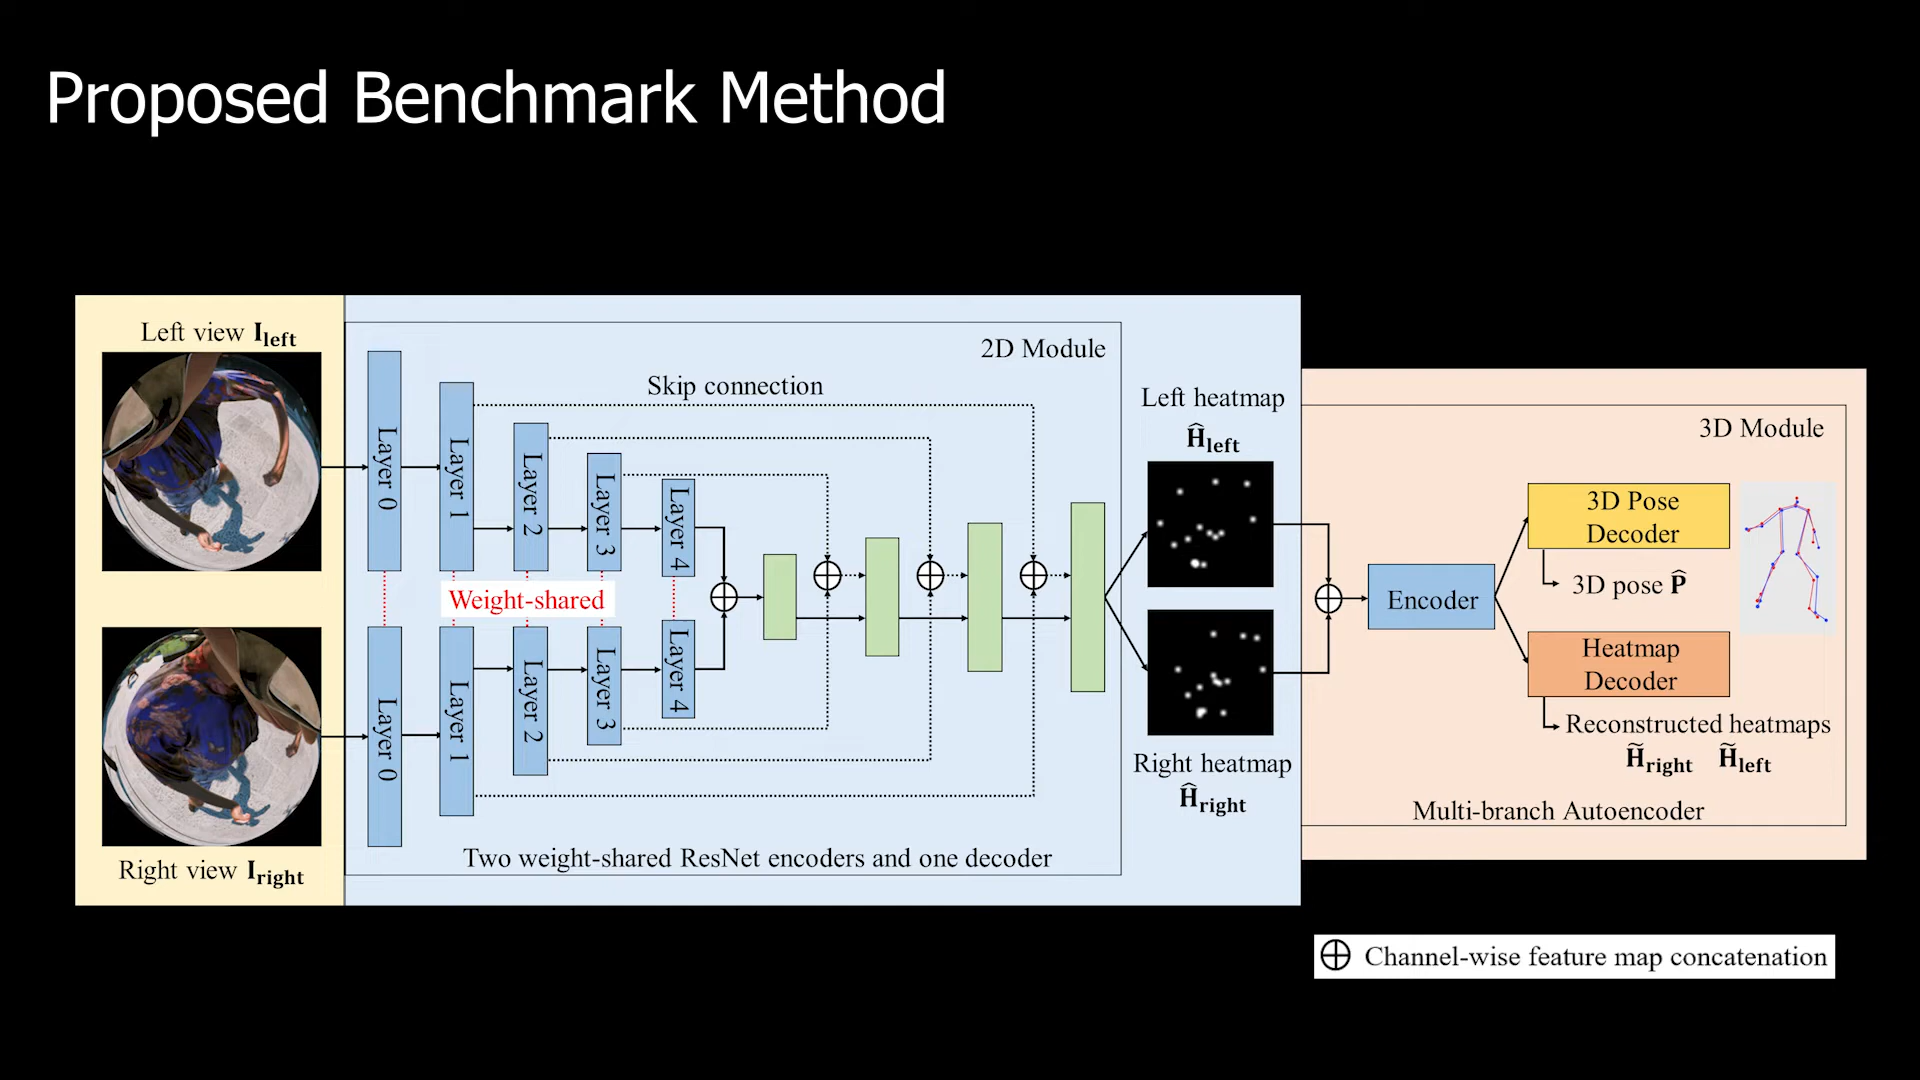 Proposed Benchmark Method
Left view I_left
2D Module
Skip connection
Layer 0
Layer 1
Layer 2
Layer 3
Layer 4
Weight-shared
Layer 0
Layer 1
Layer 2
Layer 3
Layer 4
Right view I_right
Two weight-shared ResNet encoders and one decoder
Left heatmap
Ĥ_left
Right heatmap
Ĥ_right
3D Module
Encoder
3D Pose
Decoder
3D pose P̂
Heatmap
Decoder
Reconstructed heatmaps
H̃_right H̃_left
Multi-branch Autoencoder
⊕ Channel-wise feature map concatenation